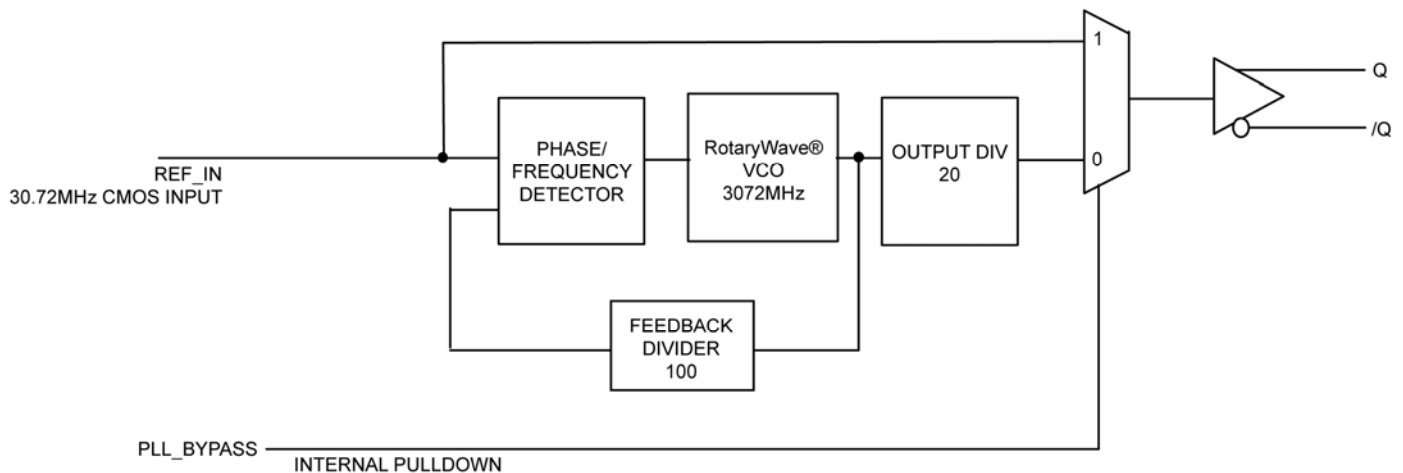 1
Q
/Q
PHASE/
FREQUENCY
DETECTOR
RotaryWave®
VCO
3072MHz
OUTPUT DIV
20
0
REF_IN
30.72MHz CMOS INPUT
FEEDBACK
DIVIDER
100
PLL_BYPASS
INTERNAL PULLDOWN